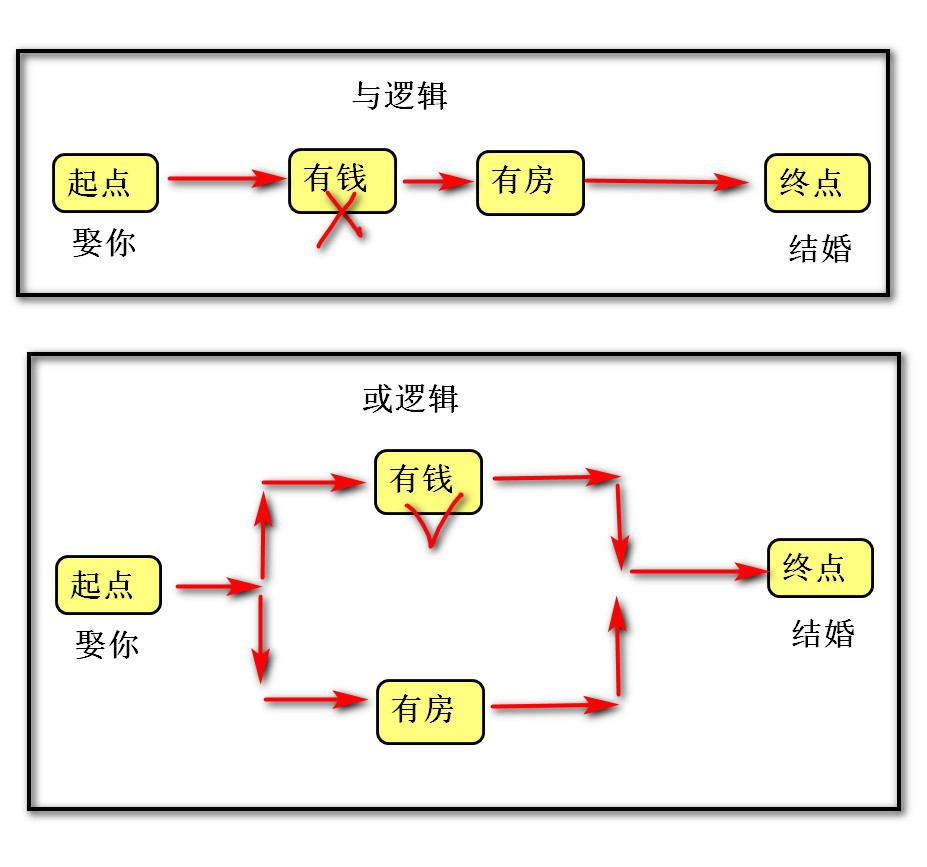 与逻辑
起点 有钱 有房 终点
娶你 结婚
或逻辑
有钱
起点 终点
娶你 结婚
有房